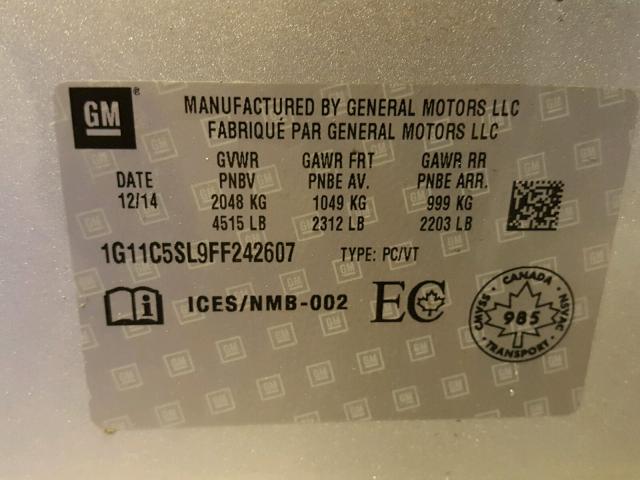 GM ®
MANUFACTURED BY GENERAL MOTORS LLC
FABRIQUÉ PAR GENERAL MOTORS LLC
GVWR GAWR FRT GAWR RR
DATE PNBV PNBE AV. PNBE ARR.
12/14 2048 KG 1049 KG 999 KG
4515 LB 2312 LB 2203 LB
1G11C5SL9FF242607 TYPE: PC/VT
i ICES/NMB-002 EC
CANADA
CMVSS 985 NSVAC
TRANSPORT